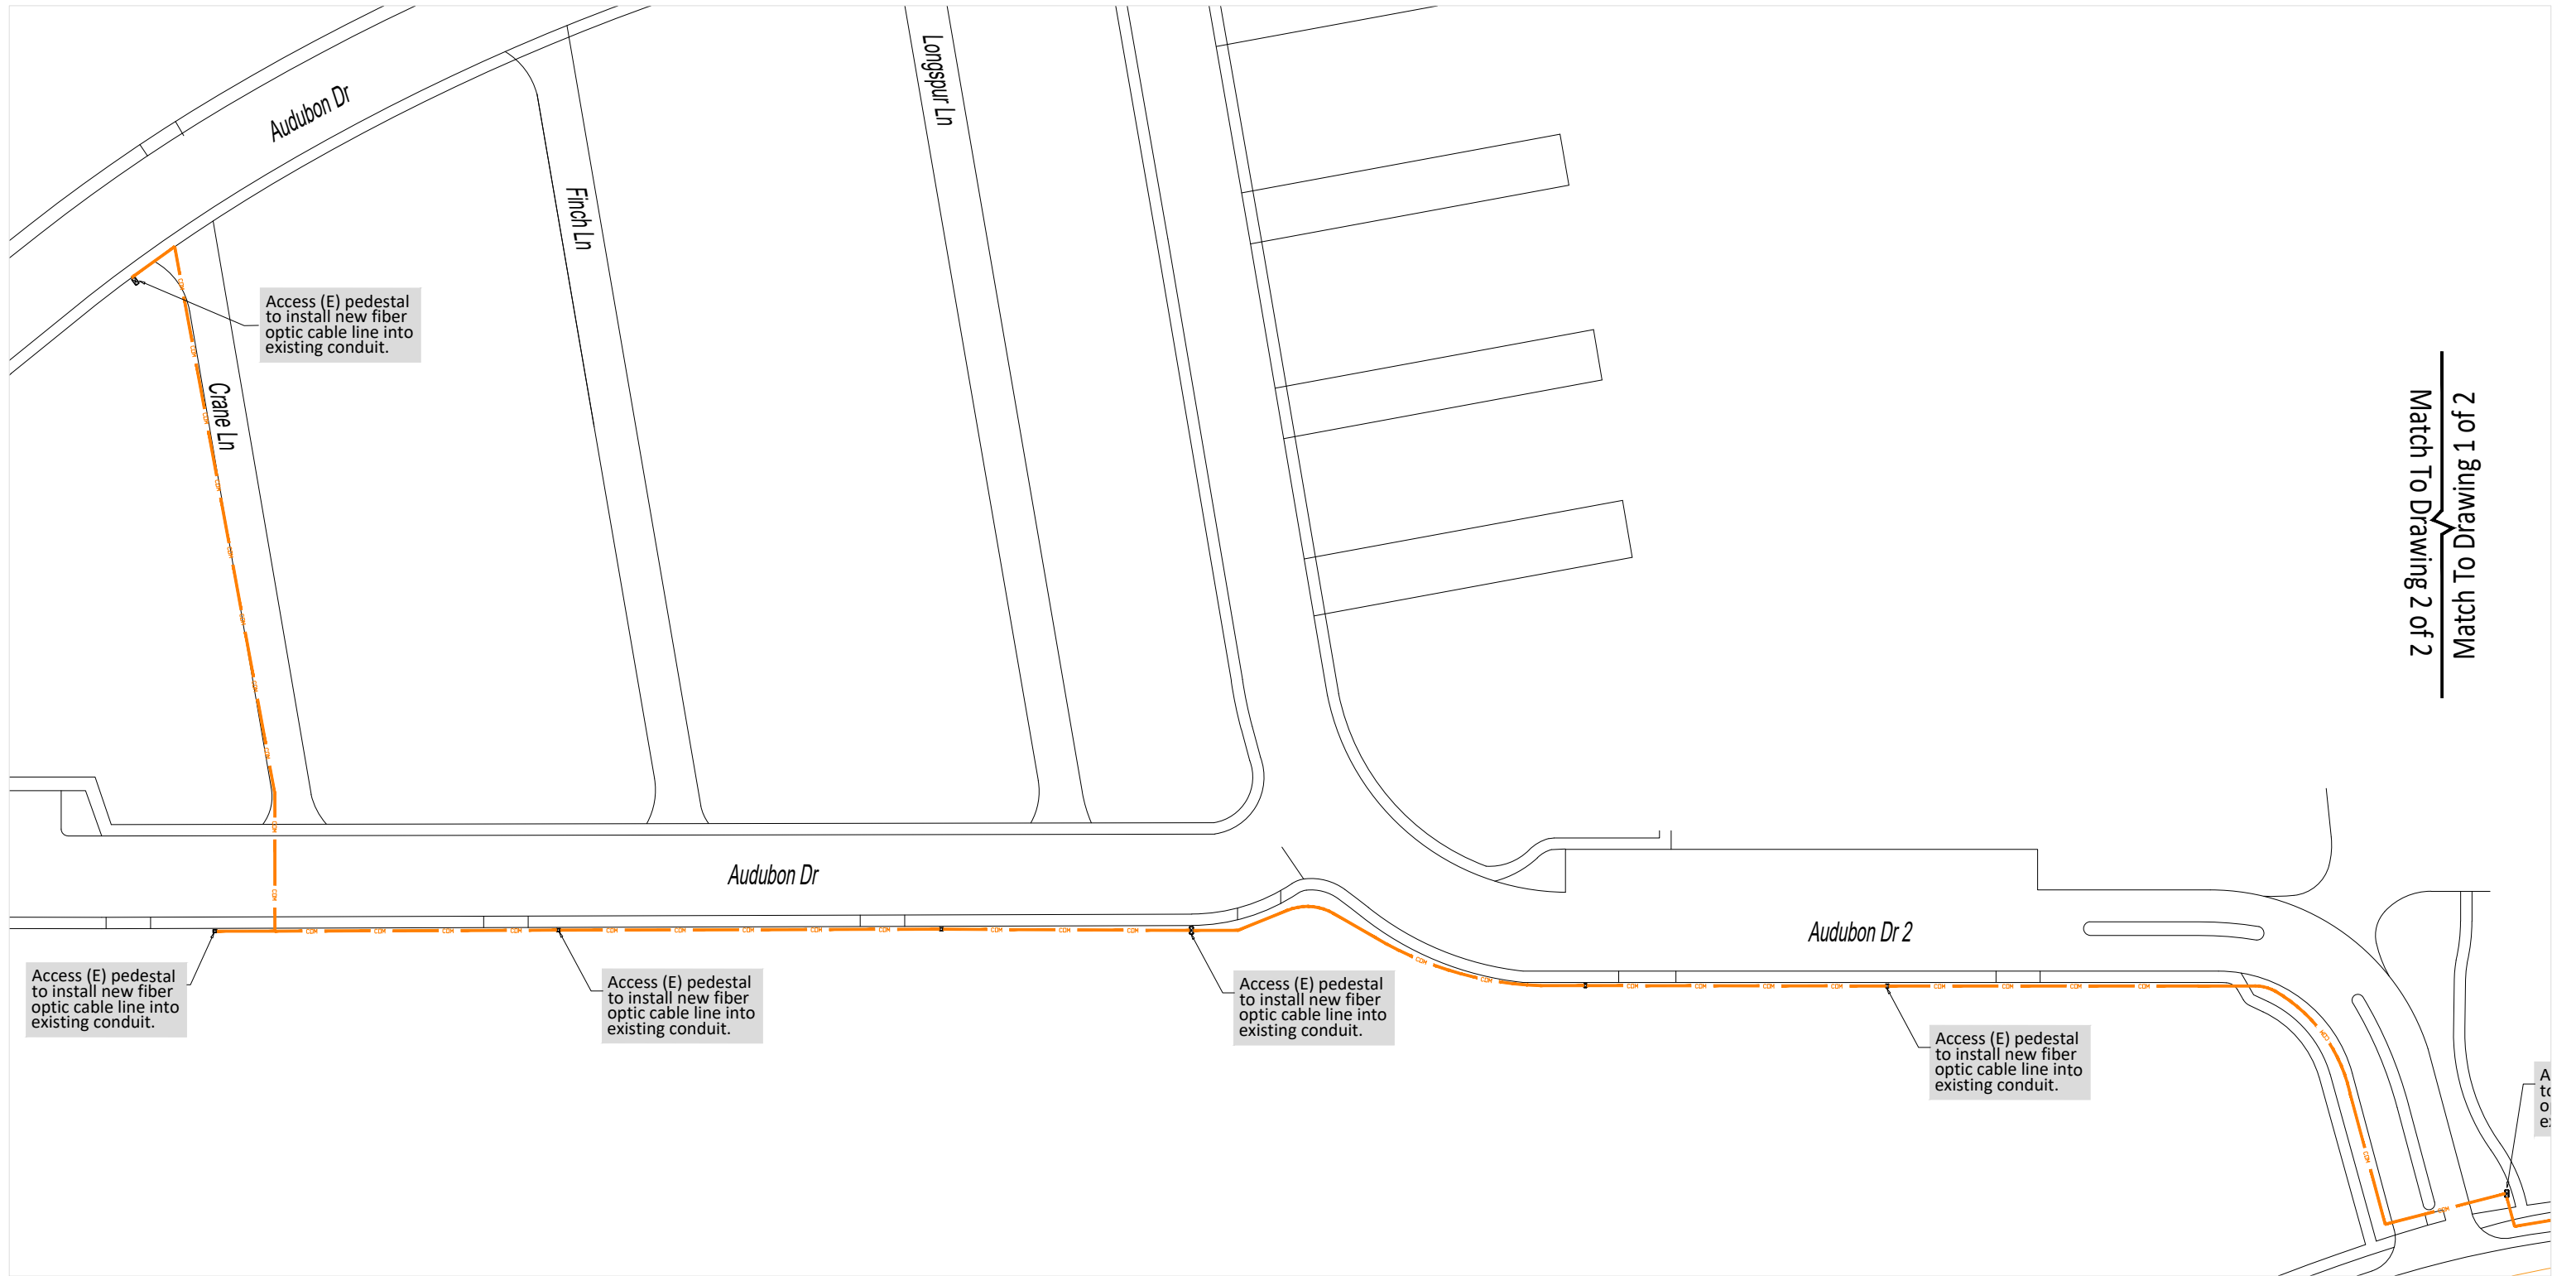 Audubon Dr
Longspur Ln
Finch Ln
Access (E) pedestal
to install new fiber
optic cable line into
existing conduit.
Crane Ln
Match To Drawing 1 of 2
Match To Drawing 2 of 2
Audubon Dr
Audubon Dr 2
Access (E) pedestal
to install new fiber
optic cable line into
existing conduit.
Access (E) pedestal
to install new fiber
optic cable line into
existing conduit.
Access (E) pedestal
to install new fiber
optic cable line into
existing conduit.
Access (E) pedestal
to install new fiber
optic cable line into
existing conduit.